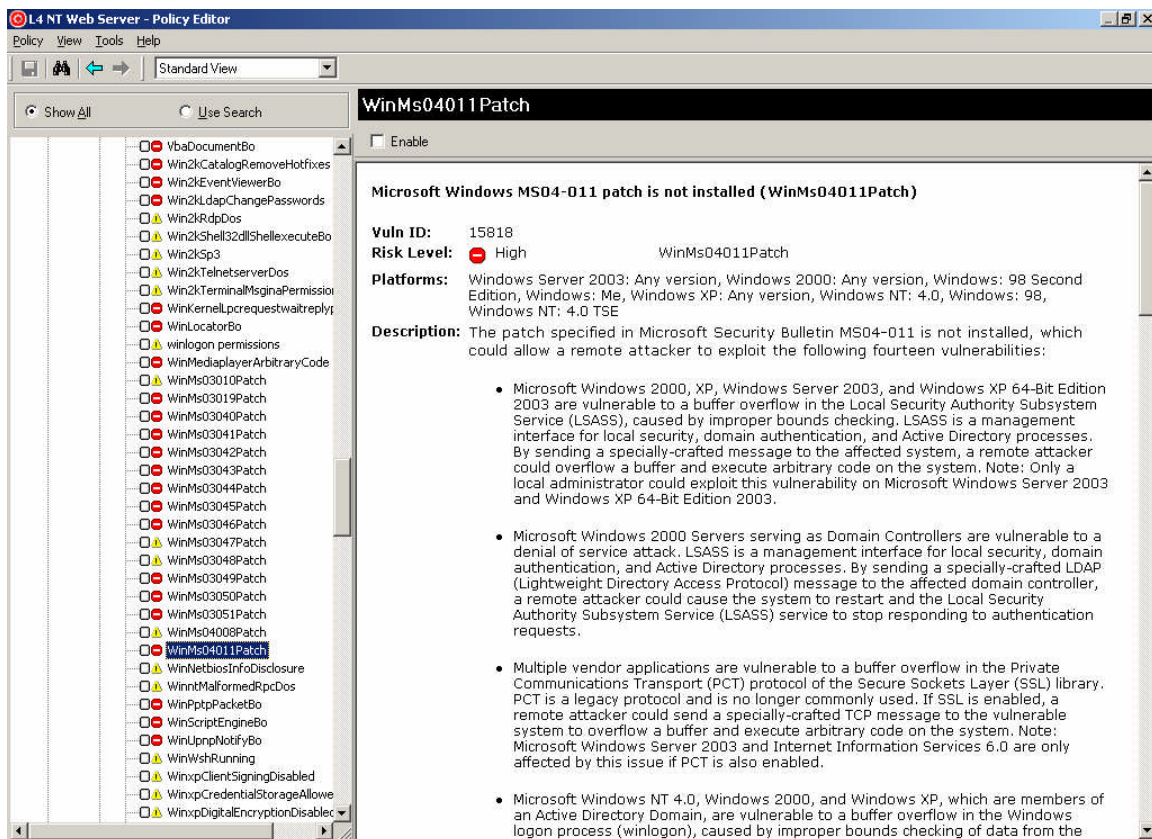 L4 NT Web Server - Policy Editor
Policy View Tools Help
Standard View
Show All Use Search
VbaDocumentBo
Win2kCatalogRemoveHotfixes
Win2kEventViewerBo
Win2kLdapChangePasswords
Win2kRdpDos
Win2kShell32dllShellexecuteBo
Win2kSp3
Win2kTelnetserverDos
Win2kTerminalMsginaPermission
WinKernelLpcrequestwaitreplyp
WinLocatorBo
winlogon permissions
WinMediaplayerArbitraryCode
WinMs03010Patch
WinMs03019Patch
WinMs03040Patch
WinMs03041Patch
WinMs03042Patch
WinMs03043Patch
WinMs03044Patch
WinMs03045Patch
WinMs03046Patch
WinMs03047Patch
WinMs03048Patch
WinMs03049Patch
WinMs03050Patch
WinMs03051Patch
WinMs04008Patch
WinMs04011Patch
WinNetbiosInfoDisclosure
WinntMalformedRpcDos
WinPptpPacketBo
WinScriptEngineBo
WinUpnpNotifyBo
WinWshRunning
WinxpClientSigningDisabled
WinxpCredentialStorageAllowe
WinxpDigitalEncryptionDisabled
WinMs04011Patch
Enable
Microsoft Windows MS04-011 patch is not installed (WinMs04011Patch)
Vuln ID: 15818
Risk Level: High WinMs04011Patch
Platforms: Windows Server 2003: Any version, Windows 2000: Any version, Windows: 98 Second
Edition, Windows: Me, Windows XP: Any version, Windows NT: 4.0, Windows: 98,
Windows NT: 4.0 TSE
Description: The patch specified in Microsoft Security Bulletin MS04-011 is not installed, which
could allow a remote attacker to exploit the following fourteen vulnerabilities:
• Microsoft Windows 2000, XP, Windows Server 2003, and Windows XP 64-Bit Edition
2003 are vulnerable to a buffer overflow in the Local Security Authority Subsystem
Service (LSASS), caused by improper bounds checking. LSASS is a management
interface for local security, domain authentication, and Active Directory processes.
By sending a specially-crafted message to the affected system, a remote attacker
could overflow a buffer and execute arbitrary code on the system. Note: Only a
local administrator could exploit this vulnerability on Microsoft Windows Server 2003
and Windows XP 64-Bit Edition 2003.
• Microsoft Windows 2000 Servers serving as Domain Controllers are vulnerable to a
denial of service attack. LSASS is a management interface for local security, domain
authentication, and Active Directory processes. By sending a specially-crafted LDAP
(Lightweight Directory Access Protocol) message to the affected domain controller,
a remote attacker could cause the system to restart and the Local Security
Authority Subsystem Service (LSASS) service to stop responding to authentication
requests.
• Multiple vendor applications are vulnerable to a buffer overflow in the Private
Communications Transport (PCT) protocol of the Secure Sockets Layer (SSL) library.
PCT is a legacy protocol and is no longer commonly used. If SSL is enabled, a
remote attacker could send a specially-crafted TCP message to the vulnerable
system to overflow a buffer and execute arbitrary code on the system. Note:
Microsoft Windows Server 2003 and Internet Information Services 6.0 are only
affected by this issue if PCT is also enabled.
• Microsoft Windows NT 4.0, Windows 2000, and Windows XP, which are members of
an Active Directory Domain, are vulnerable to a buffer overflow in the Windows
logon process (winlogon), caused by improper bounds checking of data from the